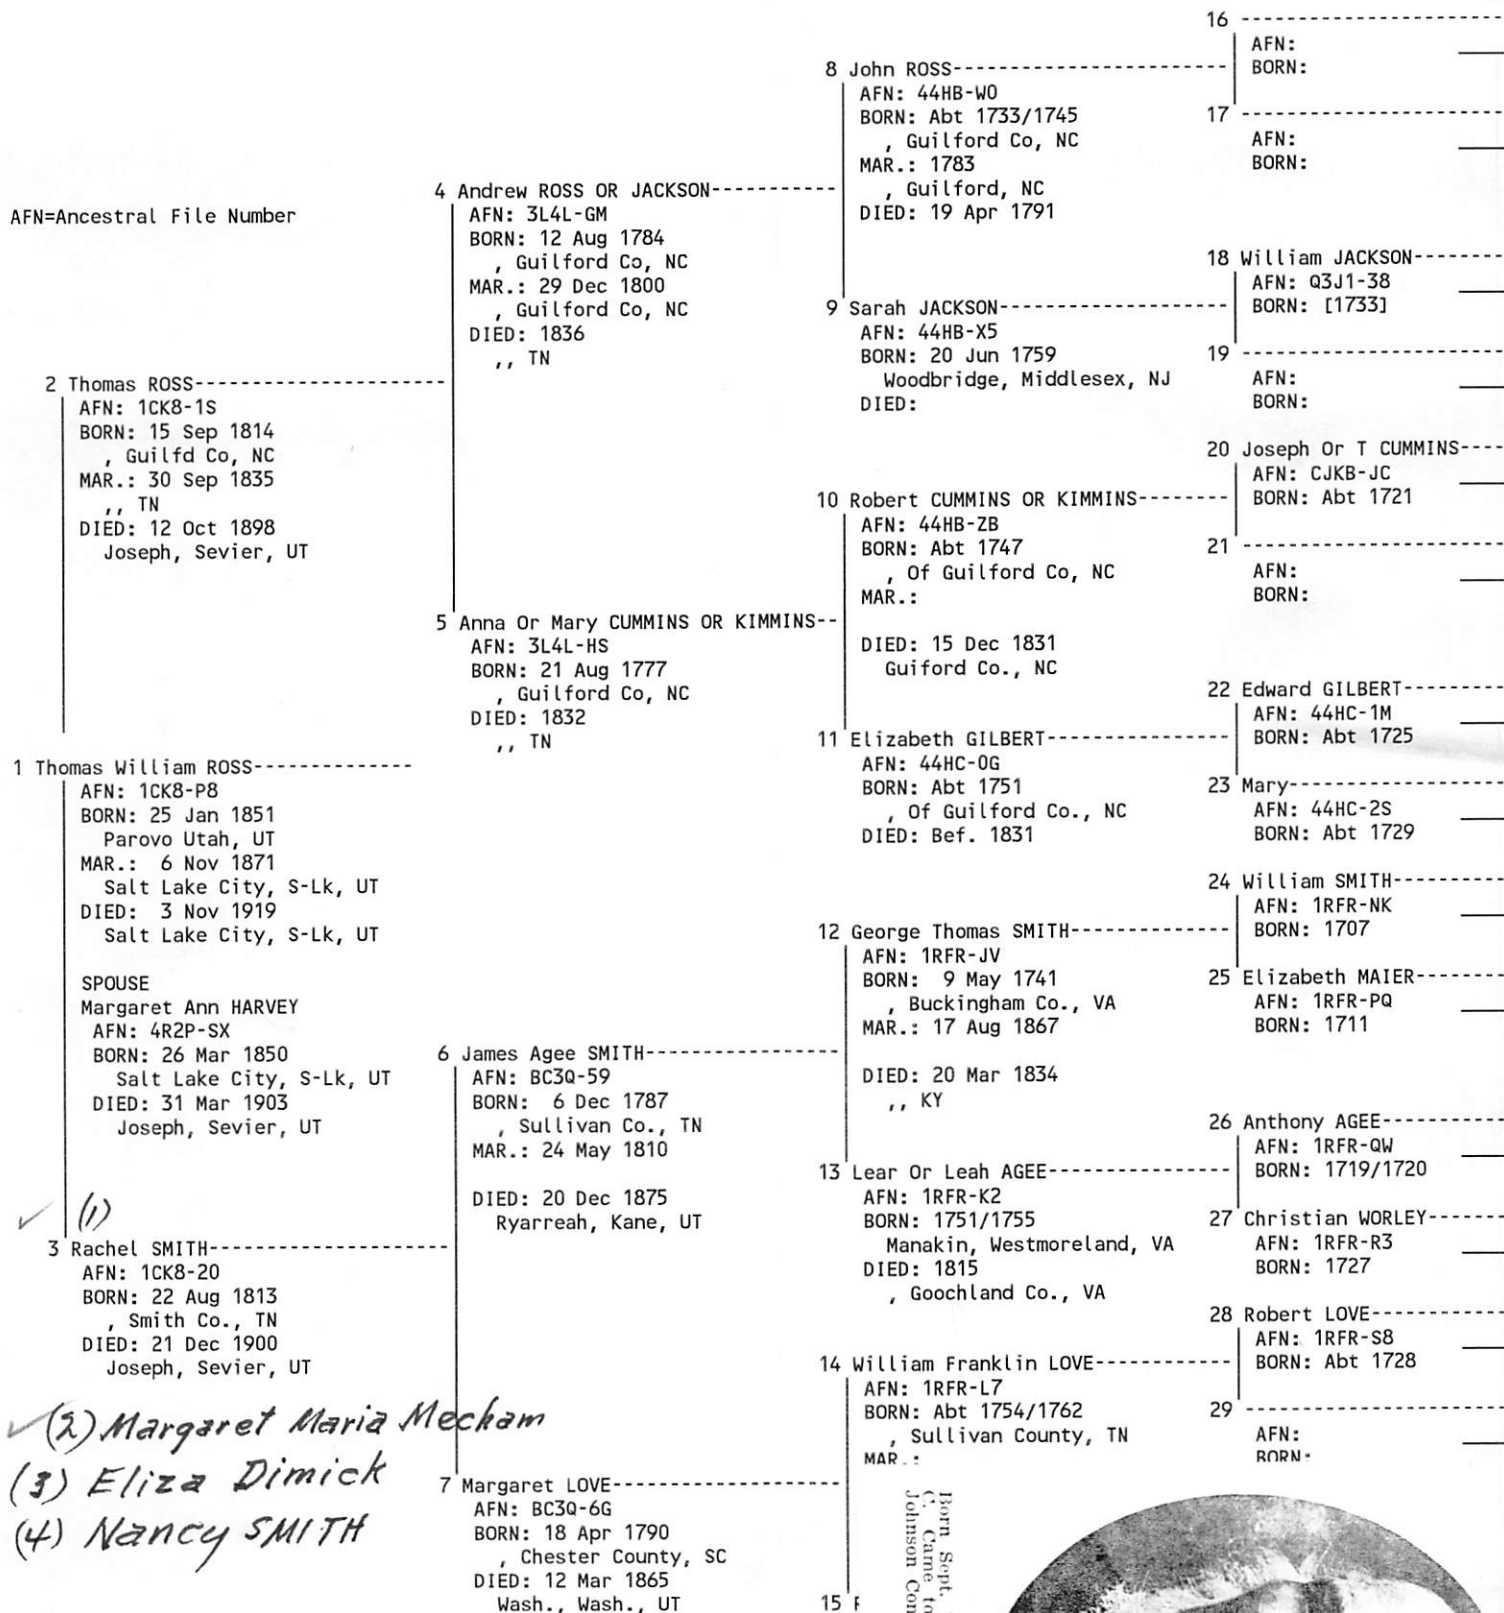 AFN=Ancestral File Number
1 Thomas William ROSS-------------
AFN: 1CK8-P8
BORN: 25 Jan 1851
Parovo Utah, UT
MAR.: 6 Nov 1871
Salt Lake City, S-Lk, UT
DIED: 3 Nov 1919
Salt Lake City, S-Lk, UT
SPOUSE
Margaret Ann HARVEY
AFN: 4R2P-SX
BORN: 26 Mar 1850
Salt Lake City, S-Lk, UT
DIED: 31 Mar 1903
Joseph, Sevier, UT
2 Thomas ROSS---------------------
AFN: 1CK8-1S
BORN: 15 Sep 1814
, Guilfd Co, NC
MAR.: 30 Sep 1835
,, TN
DIED: 12 Oct 1898
Joseph, Sevier, UT
✓ (1)
3 Rachel SMITH--------------------
AFN: 1CK8-20
BORN: 22 Aug 1813
, Smith Co., TN
DIED: 21 Dec 1900
Joseph, Sevier, UT
✓(2) Margaret Maria Mecham
(3) Eliza Dimick
(4) Nancy SMITH
4 Andrew ROSS OR JACKSON----------
AFN: 3L4L-GM
BORN: 12 Aug 1784
, Guilford Co, NC
MAR.: 29 Dec 1800
, Guilford Co, NC
DIED: 1836
,, TN
5 Anna Or Mary CUMMINS OR KIMMINS--
AFN: 3L4L-HS
BORN: 21 Aug 1777
, Guilford Co, NC
DIED: 1832
,, TN
6 James Agee SMITH----------------
AFN: BC3Q-59
BORN: 6 Dec 1787
, Sullivan Co., TN
MAR.: 24 May 1810
DIED: 20 Dec 1875
Ryarreah, Kane, UT
7 Margaret LOVE-------------------
AFN: BC3Q-6G
BORN: 18 Apr 1790
, Chester County, SC
DIED: 12 Mar 1865
Wash., Wash., UT
8 John ROSS-----------------------
AFN: 44HB-W0
BORN: Abt 1733/1745
, Guilford Co, NC
MAR.: 1783
, Guilford, NC
DIED: 19 Apr 1791
9 Sarah JACKSON-------------------
AFN: 44HB-X5
BORN: 20 Jun 1759
Woodbridge, Middlesex, NJ
DIED:
10 Robert CUMMINS OR KIMMINS--------
AFN: 44HB-ZB
BORN: Abt 1747
, Of Guilford Co, NC
MAR.:
DIED: 15 Dec 1831
Guiford Co., NC
11 Elizabeth GILBERT---------------
AFN: 44HC-0G
BORN: Abt 1751
, Of Guilford Co., NC
DIED: Bef. 1831
12 George Thomas SMITH-------------
AFN: 1RFR-JV
BORN: 9 May 1741
, Buckingham Co., VA
MAR.: 17 Aug 1867
DIED: 20 Mar 1834
,, KY
13 Lear Or Leah AGEE---------------
AFN: 1RFR-K2
BORN: 1751/1755
Manakin, Westmoreland, VA
DIED: 1815
, Goochland Co., VA
14 William Franklin LOVE-----------
AFN: 1RFR-L7
BORN: Abt 1754/1762
, Sullivan County, TN
MAR.:
15
Born Sept.
C. Came to
Johnson Con
16 ----------------------
AFN:
BORN:
17 ----------------------
AFN:
BORN:
18 William JACKSON--------
AFN: Q3J1-38
BORN: [1733]
19 ----------------------
AFN:
BORN:
20 Joseph Or T CUMMINS----
AFN: CJKB-JC
BORN: Abt 1721
21 ----------------------
AFN:
BORN:
22 Edward GILBERT---------
AFN: 44HC-1M
BORN: Abt 1725
23 Mary------------------
AFN: 44HC-2S
BORN: Abt 1729
24 William SMITH----------
AFN: 1RFR-NK
BORN: 1707
25 Elizabeth MAIER--------
AFN: 1RFR-PQ
BORN: 1711
26 Anthony AGEE-----------
AFN: 1RFR-QW
BORN: 1719/1720
27 Christian WORLEY-------
AFN: 1RFR-R3
BORN: 1727
28 Robert LOVE------------
AFN: 1RFR-S8
BORN: Abt 1728
29 ----------------------
AFN:
BORN: